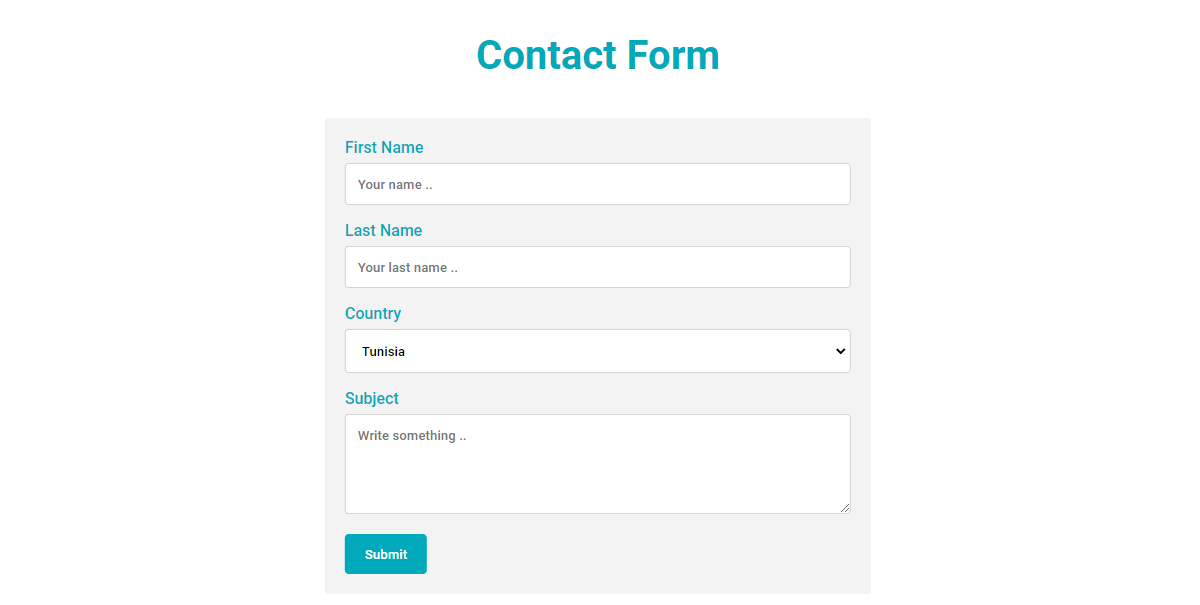 Contact Form
First Name
Your name ..
Last Name
Your last name ..
Country
Tunisia
Subject
Write something ..
Submit